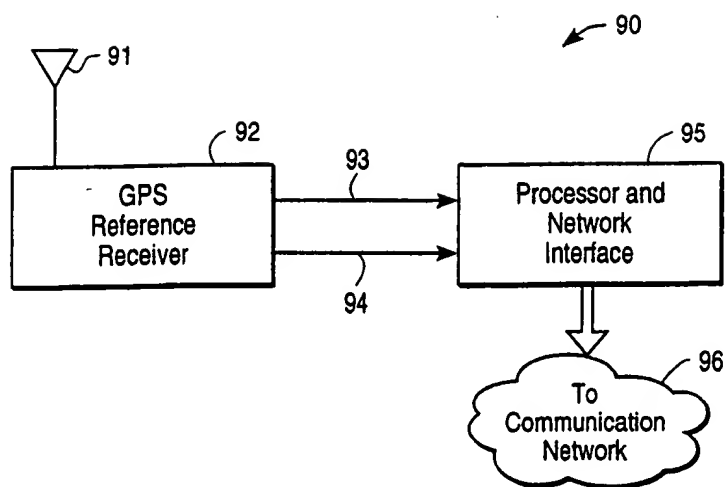 90
91
92
GPS
Reference
Receiver
93
94
95
Processor and
Network
Interface
96
To
Communication
Network